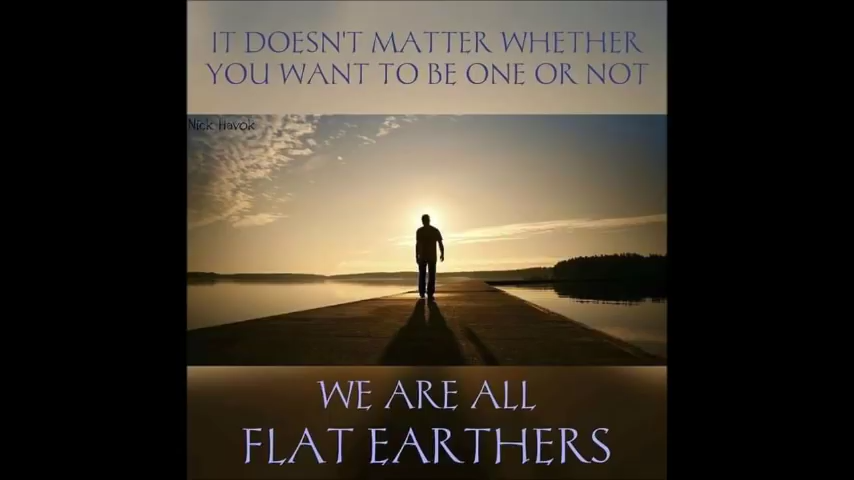 IT DOESN'T MATTER WHETHER
YOU WANT TO BE ONE OR NOT
Nick Havok
WE ARE ALL
FLAT EARTHERS